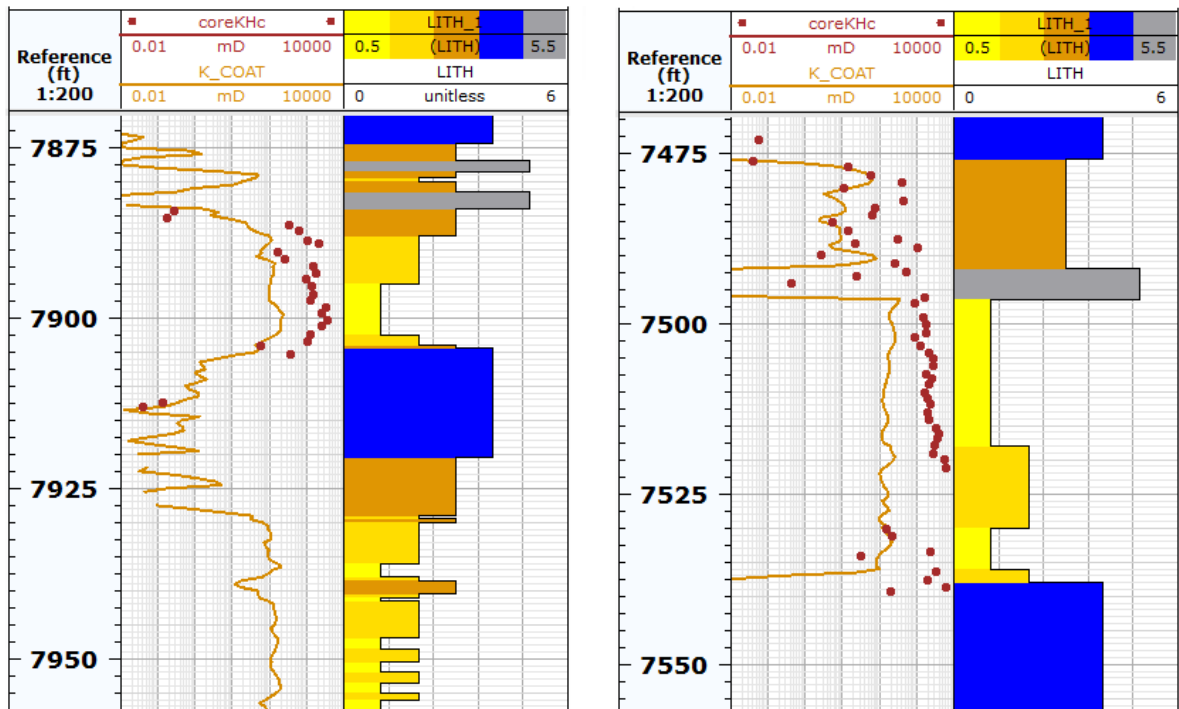 coreKHc
0.01 mD 10000
K_COAT
0.01 mD 10000
Reference
(ft)
1:200
LITH_1
0.5 (LITH) 5.5
LITH
0 unitless 6
7875
7900
7925
7950
coreKHc
0.01 mD 10000
K_COAT
0.01 mD 10000
Reference
(ft)
1:200
LITH_1
0.5 (LITH) 5.5
LITH
0 6
7475
7500
7525
7550